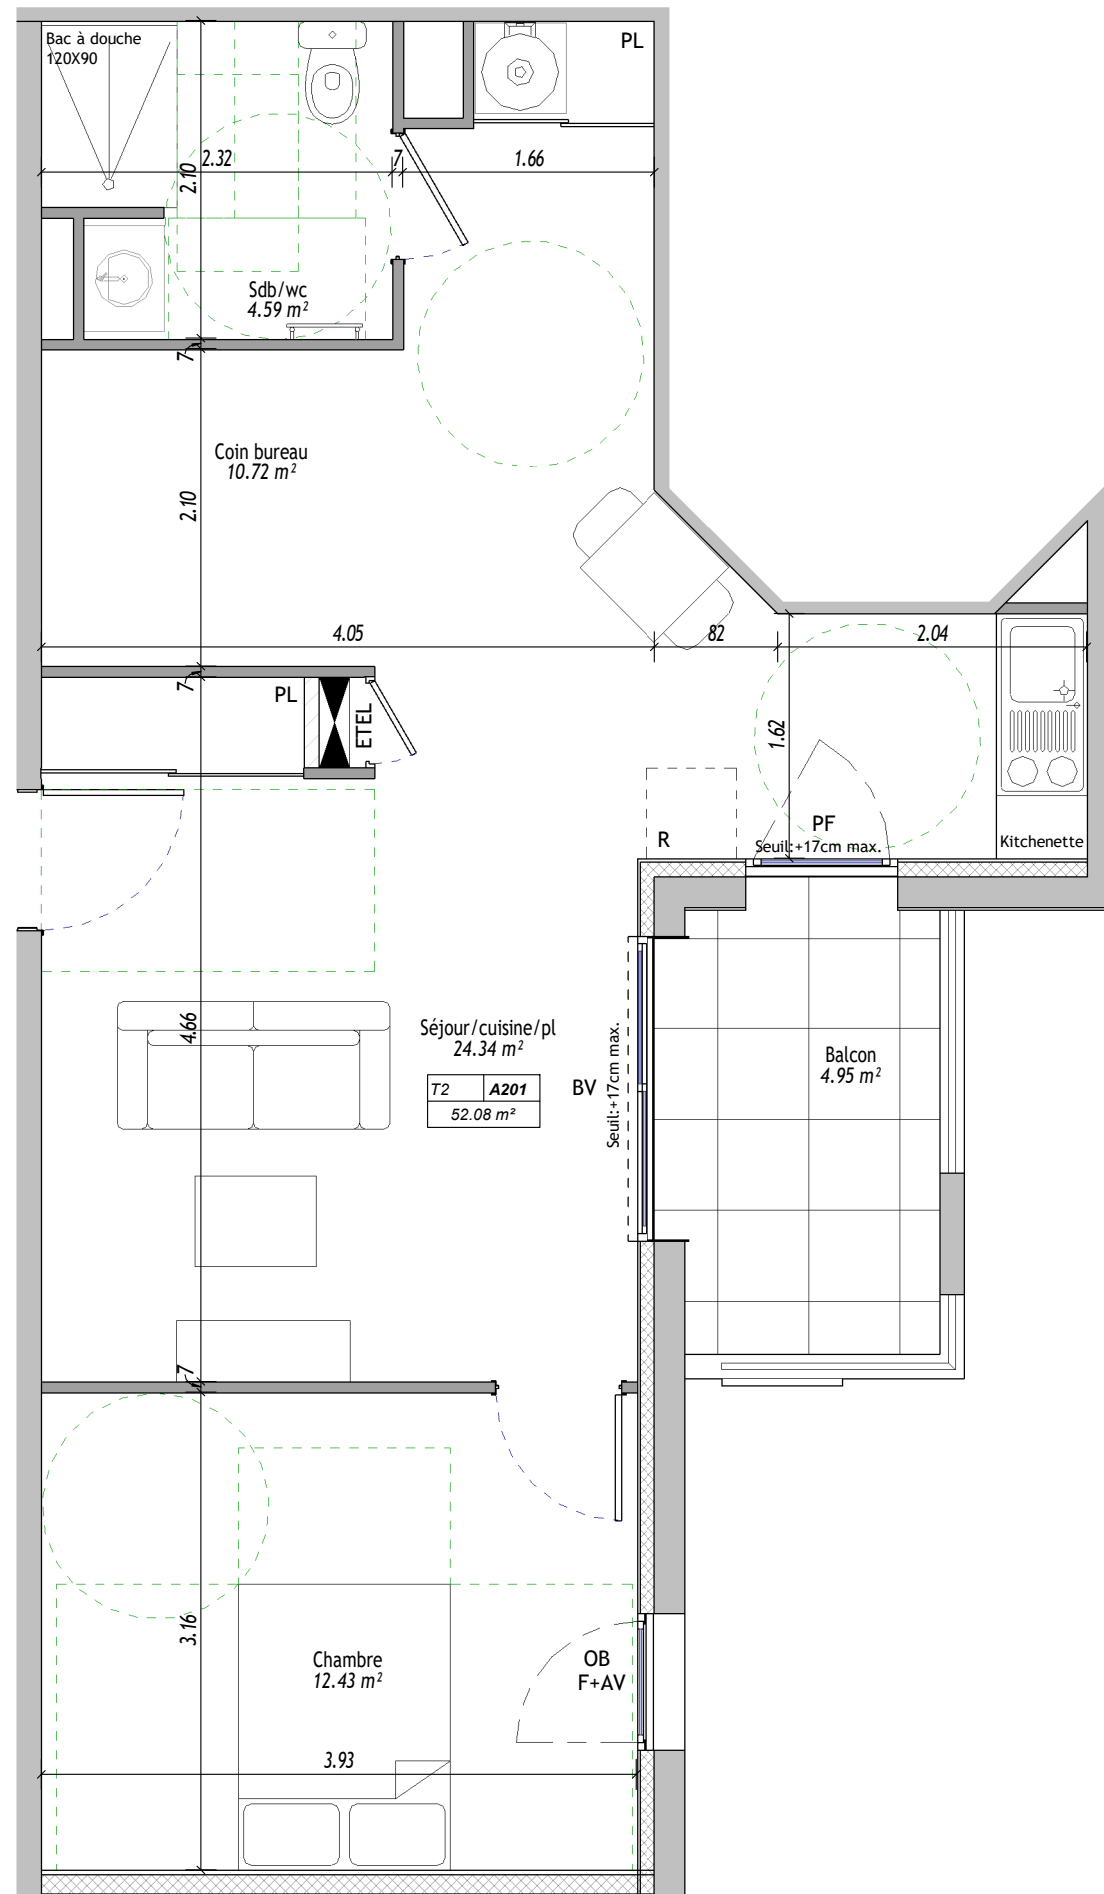 Bac à douche
120X90
PL
2.32
7
1.66
2.10
Sdb/wc
4.59 m²
7
Coin bureau
10.72 m²
2.10
4.05
82
2.04
7
PL
ETEL
1.62
R
PF
Seuil:+17cm max.
Kitchenette
4.66
Séjour/cuisine/pl
24.34 m²
T2 A201
52.08 m²
BV
Seuil:+17cm max.
Balcon
4.95 m²
7
3.16
Chambre
12.43 m²
OB
F+AV
3.93